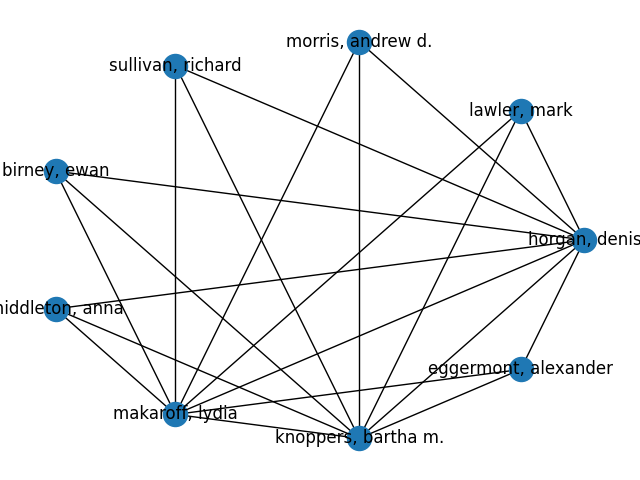 morris, andrew d.
sullivan, richard
lawler, mark
birney, ewan
horgan, denis
middleton, anna
eggermont, alexander
makaroff, lydia
knoppers, bartha m.